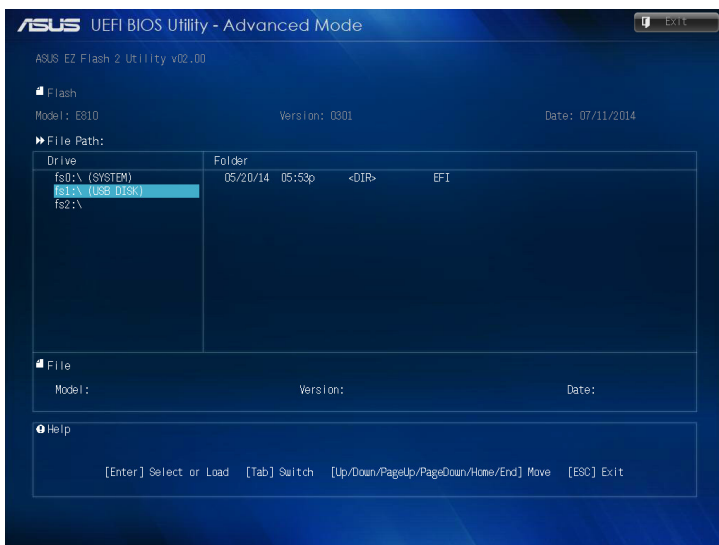 ASUS UEFI BIOS Utility - Advanced Mode
Exit
ASUS EZ Flash 2 Utility v02.00
Flash
Model: E810 Version: 0301 Date: 07/11/2014
File Path:
Drive Folder
fs0:\ (SYSTEM) 05/20/14 05:53p <DIR> EFI
fs1:\ (USB DISK)
fs2:\
File
Model: Version: Date:
Help
[Enter] Select or Load [Tab] Switch [Up/Down/PageUp/PageDown/Home/End] Move [ESC] Exit